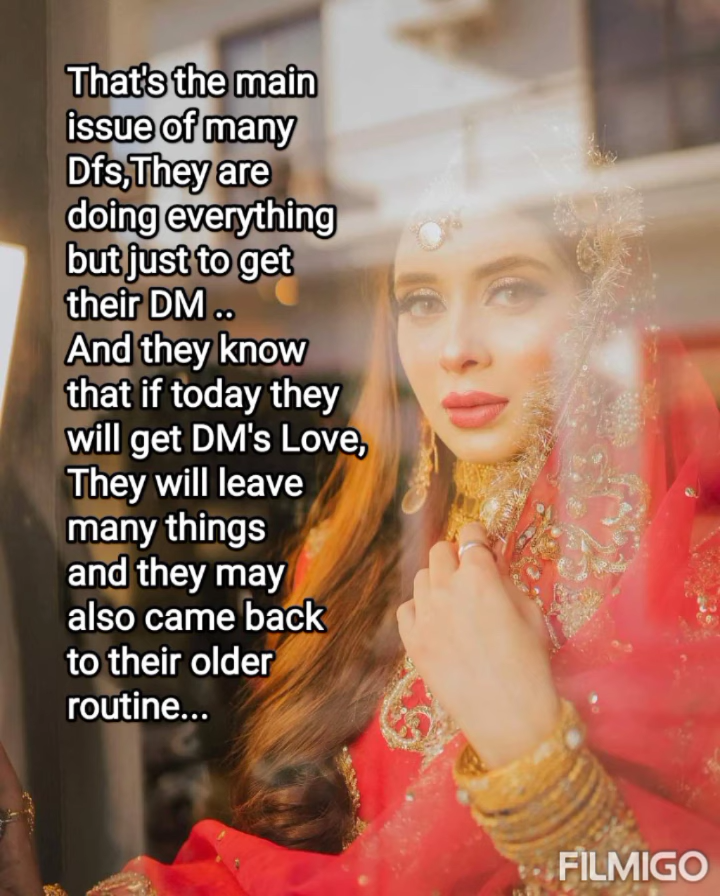 That's the main
issue of many
Dfs,They are
doing everything
but just to get
their DM ..
And they know
that if today they
will get DM's Love,
They will leave
many things
and they may
also came back
to their older
routine...
FILMIGO